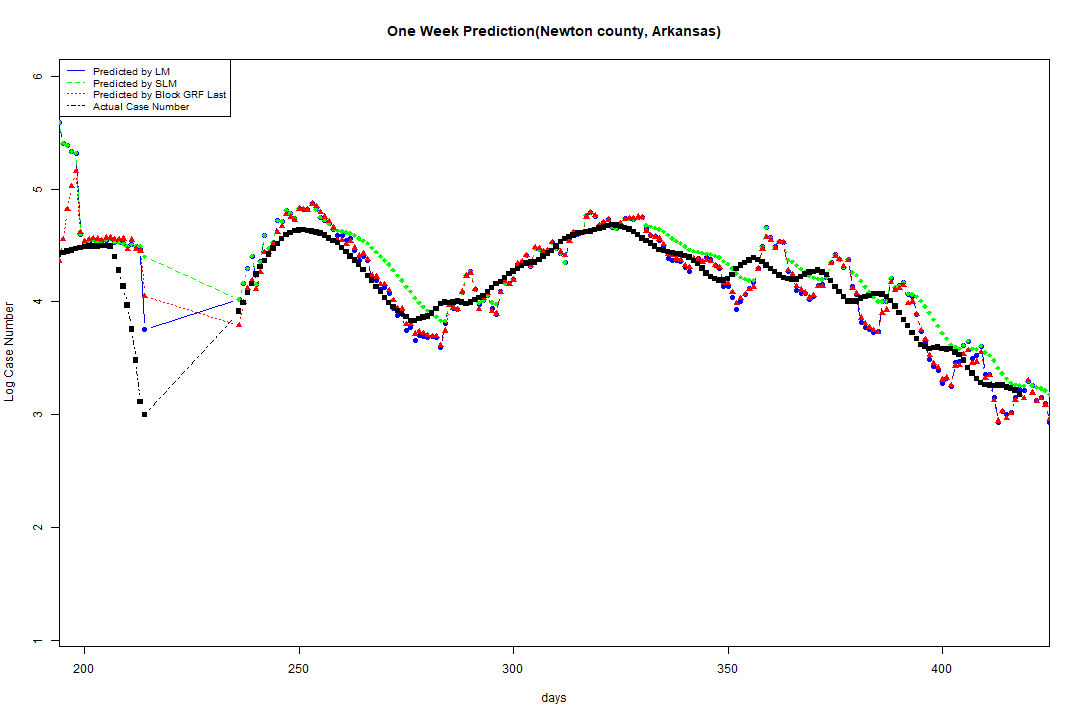 One Week Prediction(Newton county, Arkansas)
Predicted by LM
Predicted by SLM
Predicted by Block GRF Last
Actual Case Number
Log Case Number
6
5
4
3
2
1
200 250 300 350 400
days